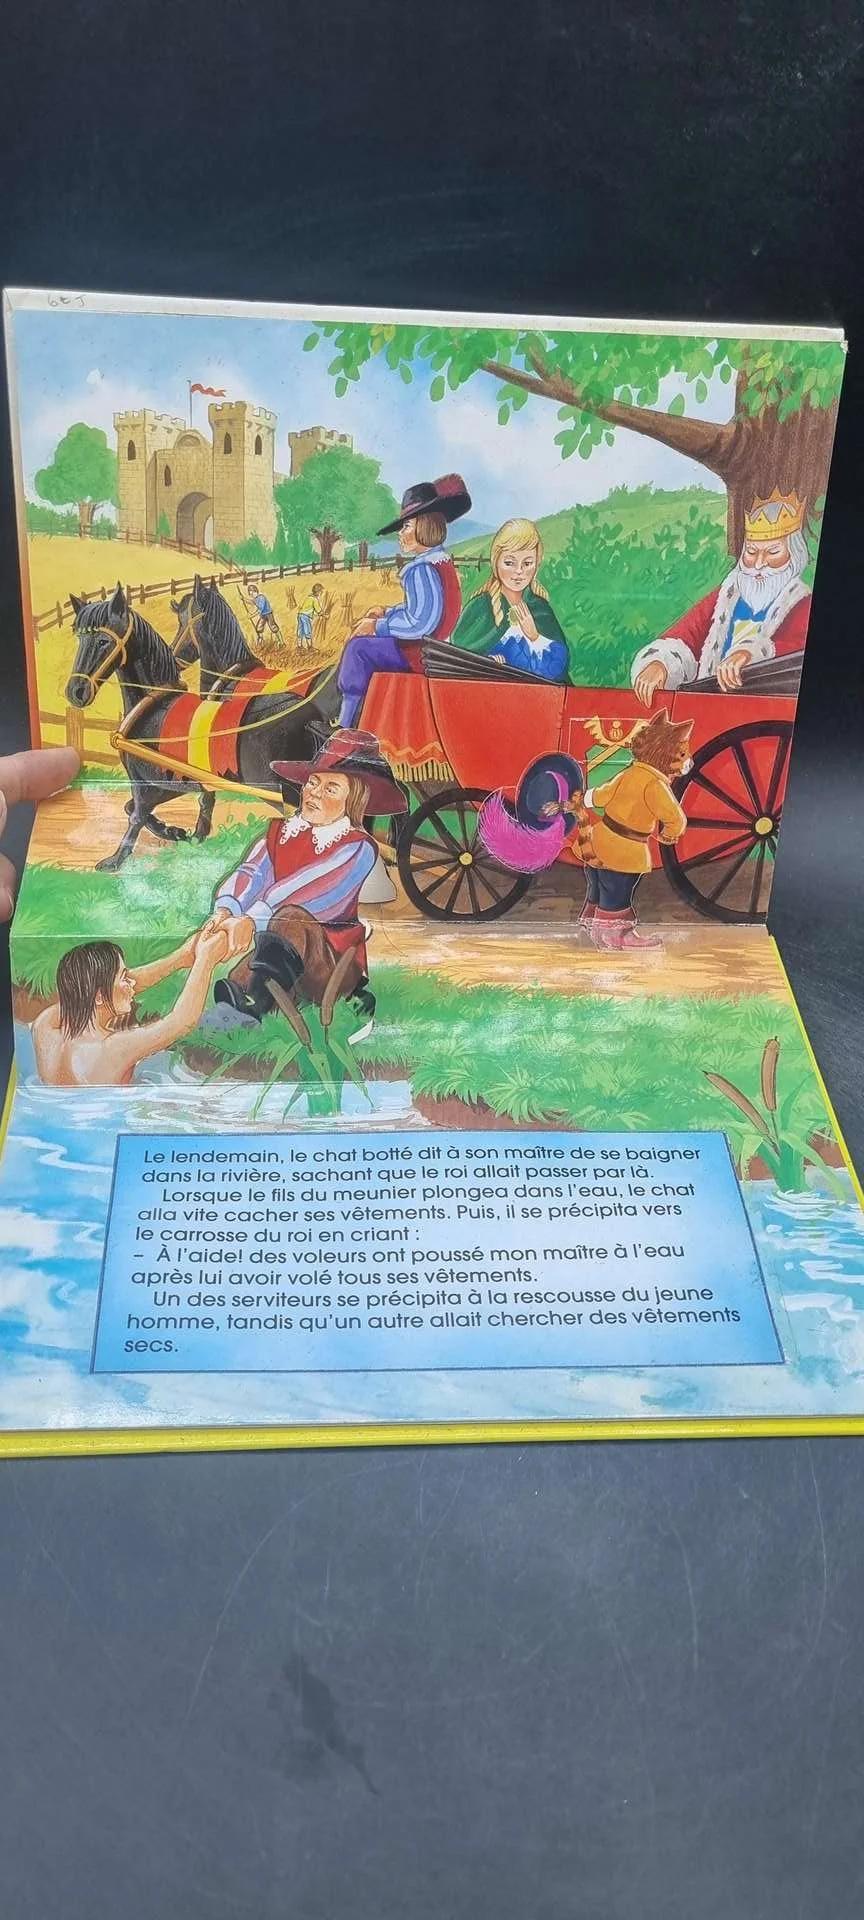 6t J
Le lendemain, le chat botté dit à son maître de se baigner
dans la rivière, sachant que le roi allait passer par là.
Lorsque le fils du meunier plongea dans l'eau, le chat
alla vite cacher ses vêtements. Puis, il se précipita vers
le carrosse du roi en criant :
– À l'aide! des voleurs ont poussé mon maître à l'eau
après lui avoir volé tous ses vêtements.
Un des serviteurs se précipita à la rescousse du jeune
homme, tandis qu'un autre allait chercher des vêtements
secs.